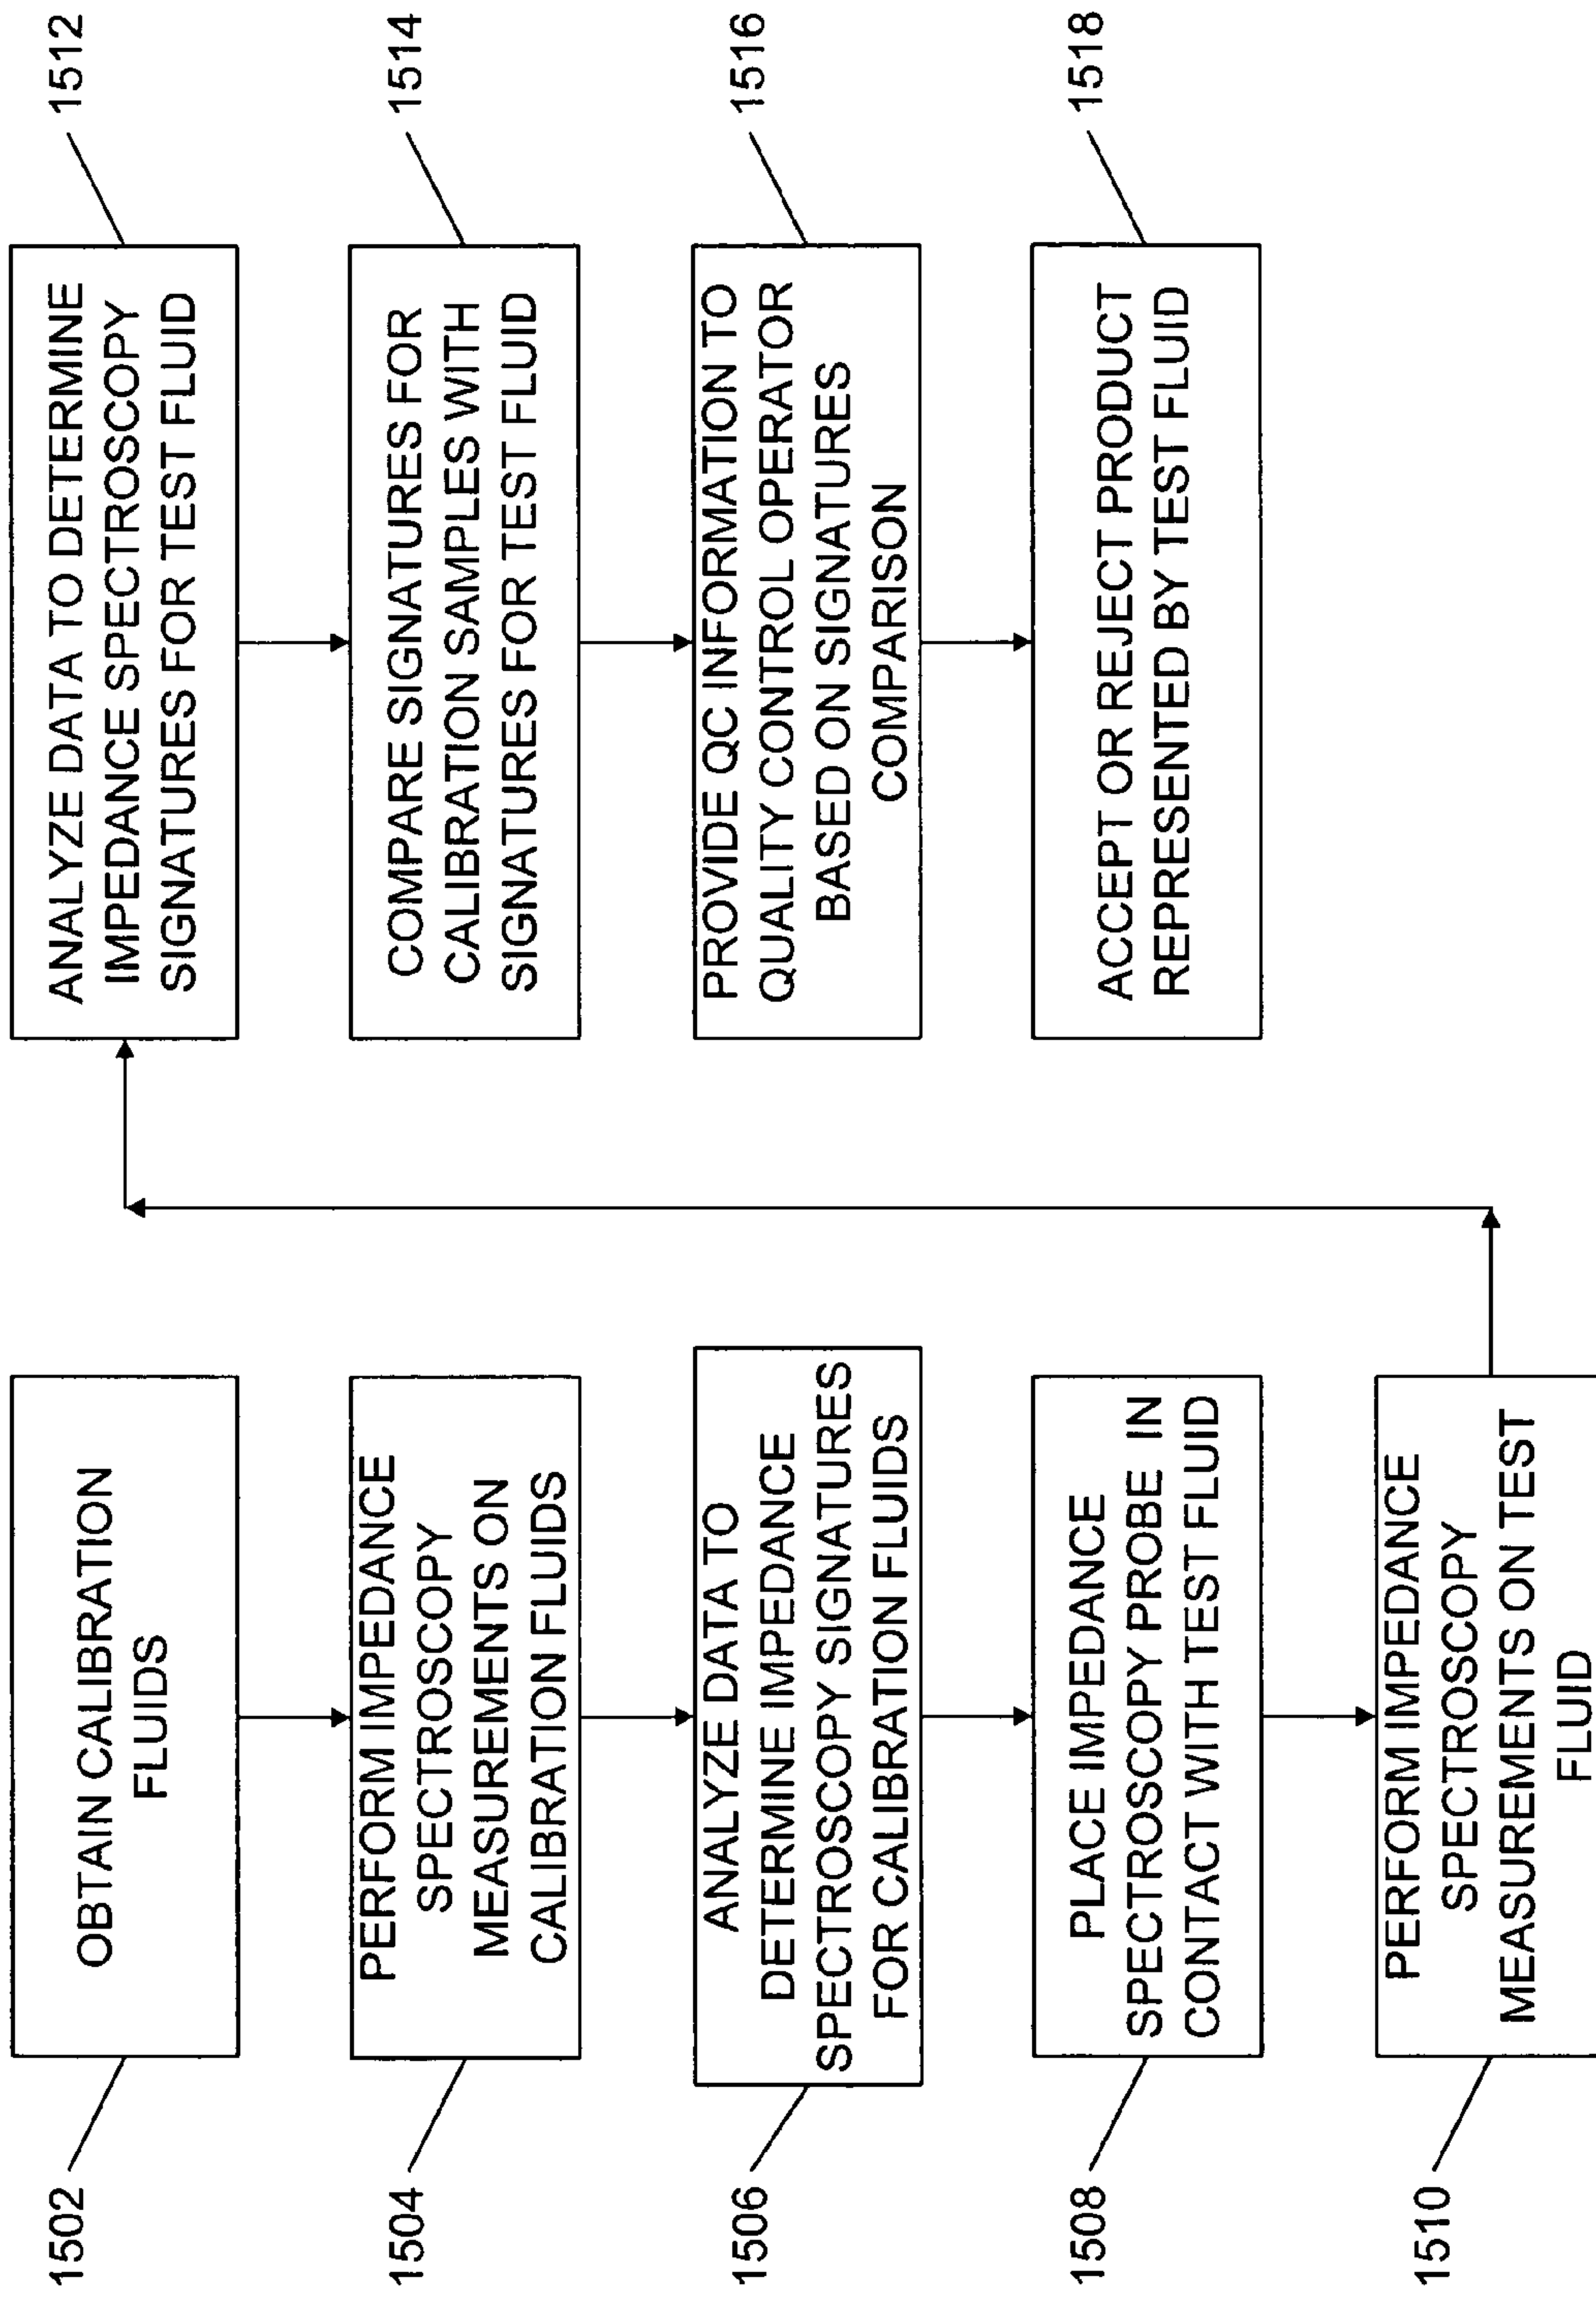 1502
OBTAIN CALIBRATION
FLUIDS
1504
PERFORM IMPEDANCE
SPECTROSCOPY
MEASUREMENTS ON
CALIBRATION FLUIDS
1506
ANALYZE DATA TO
DETERMINE IMPEDANCE
SPECTROSCOPY SIGNATURES
FOR CALIBRATION FLUIDS
1508
PLACE IMPEDANCE
SPECTROSCOPY PROBE IN
CONTACT WITH TEST FLUID
1510
PERFORM IMPEDANCE
SPECTROSCOPY
MEASUREMENTS ON TEST
FLUID
1512
ANALYZE DATA TO DETERMINE
IMPEDANCE SPECTROSCOPY
SIGNATURES FOR TEST FLUID
1514
COMPARE SIGNATURES FOR
CALIBRATION SAMPLES WITH
SIGNATURES FOR TEST FLUID
1516
PROVIDE QC INFORMATION TO
QUALITY CONTROL OPERATOR
BASED ON SIGNATURES
COMPARISON
1518
ACCEPT OR REJECT PRODUCT
REPRESENTED BY TEST FLUID